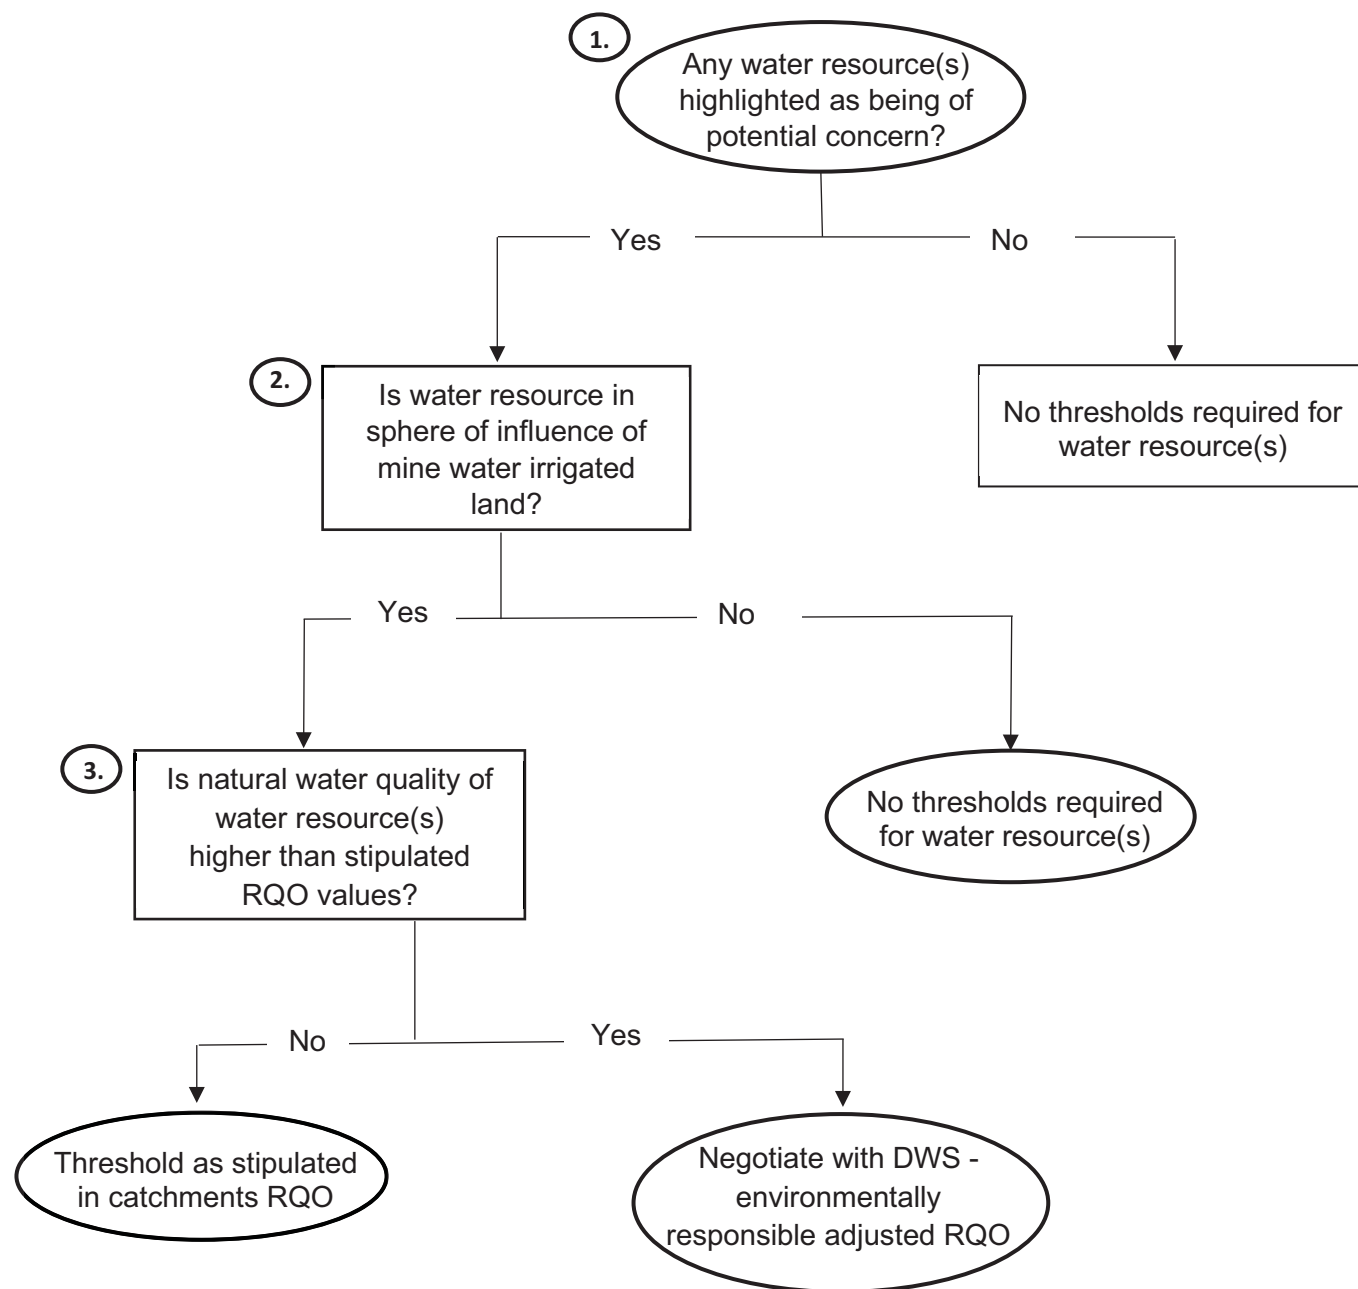 1.
Any water resource(s)
highlighted as being of
potential concern?
Yes
No
2.
Is water resource in
sphere of influence of
mine water irrigated
land?
No thresholds required for
water resource(s)
Yes
No
3.
Is natural water quality of
water resource(s)
higher than stipulated
RQO values?
No thresholds required
for water resource(s)
No
Yes
Threshold as stipulated
in catchments RQO
Negotiate with DWS -
environmentally
responsible adjusted RQO